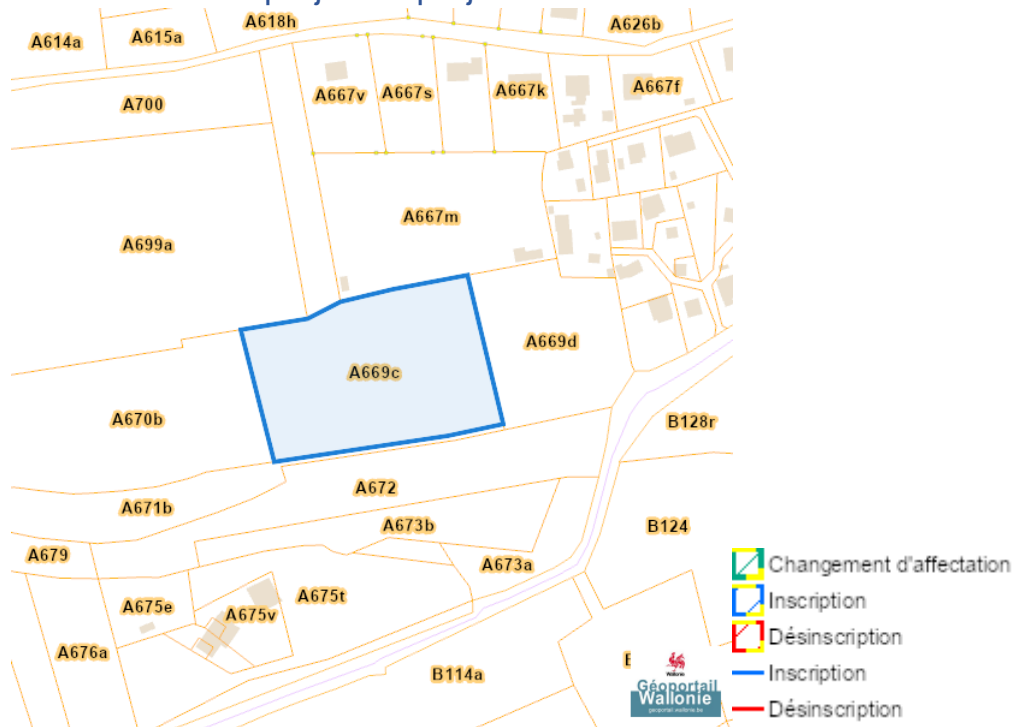 A618h
A626b
A614a
A615a
A700
A667v
A667s
A667k
A667f
A667m
A699a
A669d
A669c
A670b
B128r
A672
A671b
A673b
B124
A679
A673a
A675e
A675t
A675v
A676a
B114a
Wallonie
Géoportail
Wallonie
geoportail.wallonie.be
Changement d'affectation
Inscription
Désinscription
Inscription
Désinscription